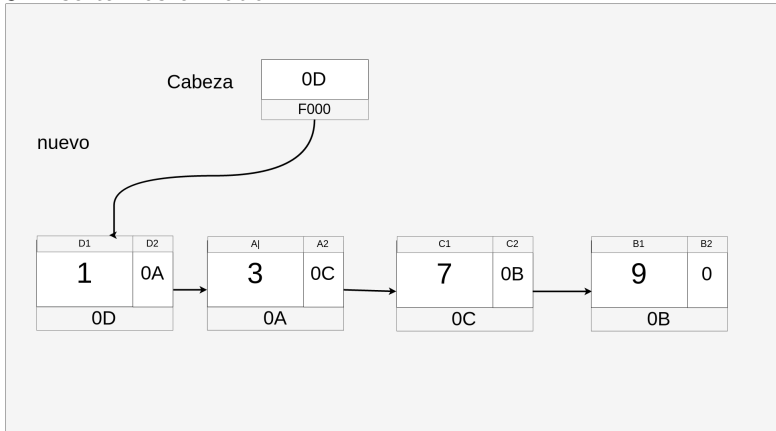 0D
Cabeza
F000
nuevo
D1 D2 A| A2 C1 C2 B1 B2
1 0A 3 0C 7 0B 9 0
0D 0A 0C 0B